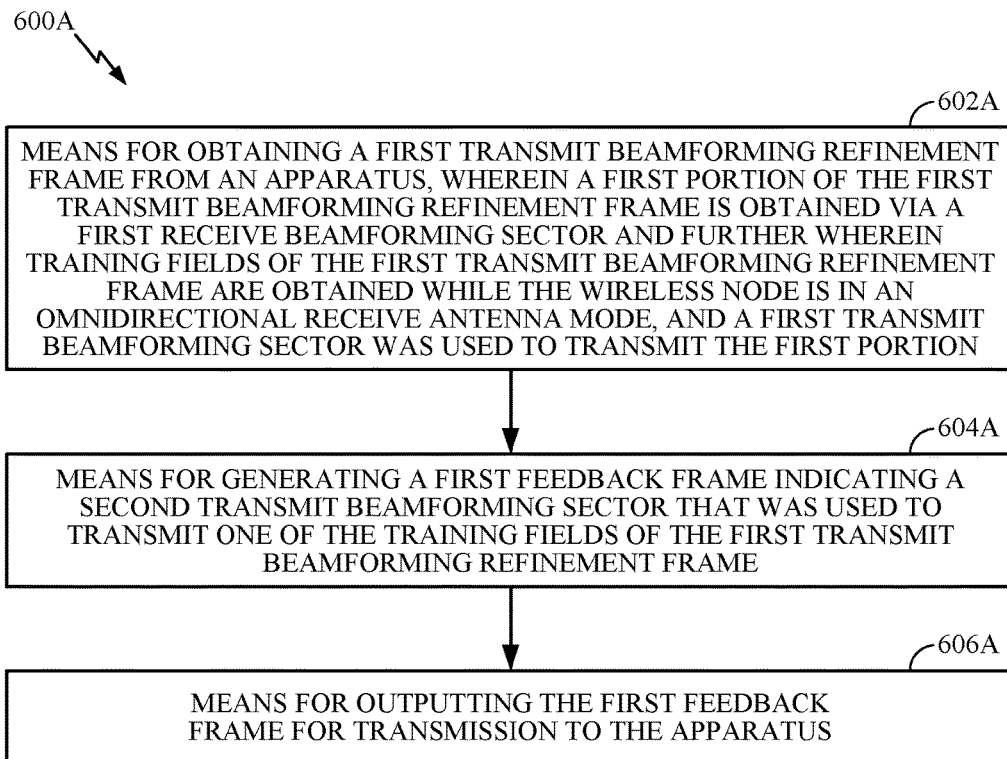 600A
602A
MEANS FOR OBTAINING A FIRST TRANSMIT BEAMFORMING REFINEMENT
FRAME FROM AN APPARATUS, WHEREIN A FIRST PORTION OF THE FIRST
TRANSMIT BEAMFORMING REFINEMENT FRAME IS OBTAINED VIA A
FIRST RECEIVE BEAMFORMING SECTOR AND FURTHER WHEREIN
TRAINING FIELDS OF THE FIRST TRANSMIT BEAMFORMING REFINEMENT
FRAME ARE OBTAINED WHILE THE WIRELESS NODE IS IN AN
OMNIDIRECTIONAL RECEIVE ANTENNA MODE, AND A FIRST TRANSMIT
BEAMFORMING SECTOR WAS USED TO TRANSMIT THE FIRST PORTION
604A
MEANS FOR GENERATING A FIRST FEEDBACK FRAME INDICATING A
SECOND TRANSMIT BEAMFORMING SECTOR THAT WAS USED TO
TRANSMIT ONE OF THE TRAINING FIELDS OF THE FIRST TRANSMIT
BEAMFORMING REFINEMENT FRAME
606A
MEANS FOR OUTPUTTING THE FIRST FEEDBACK
FRAME FOR TRANSMISSION TO THE APPARATUS